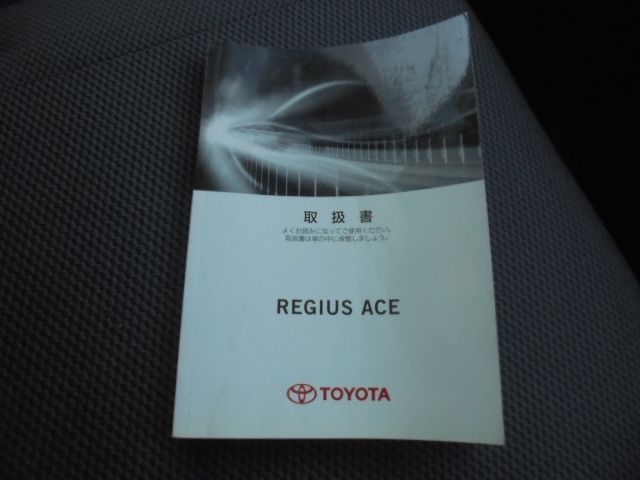 取扱書
よくお読みになってご使用ください。
取扱書は車の中に保管しましょう。
REGIUS ACE
TOYOTA